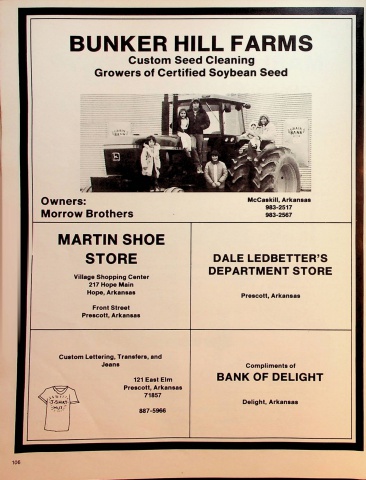 BUNKER HILL FARMS
Custom Seed Cleaning
Growers of Certified Soybean Seed
Owners:
Morrow Brothers
McCaskill, Arkansas
983-2517
983-2567
MARTIN SHOE
STORE
Village Shopping Center
217 Hope Main
Hope, Arkansas
Front Street
Prescott, Arkansas
DALE LEDBETTER'S
DEPARTMENT STORE
Prescott, Arkansas
Custom Lettering, Transfers, and
Jeans
121 East Elm
Prescott, Arkansas
71857
887-5966
T-SHIRT
HUT
Compliments of
BANK OF DELIGHT
Delight, Arkansas